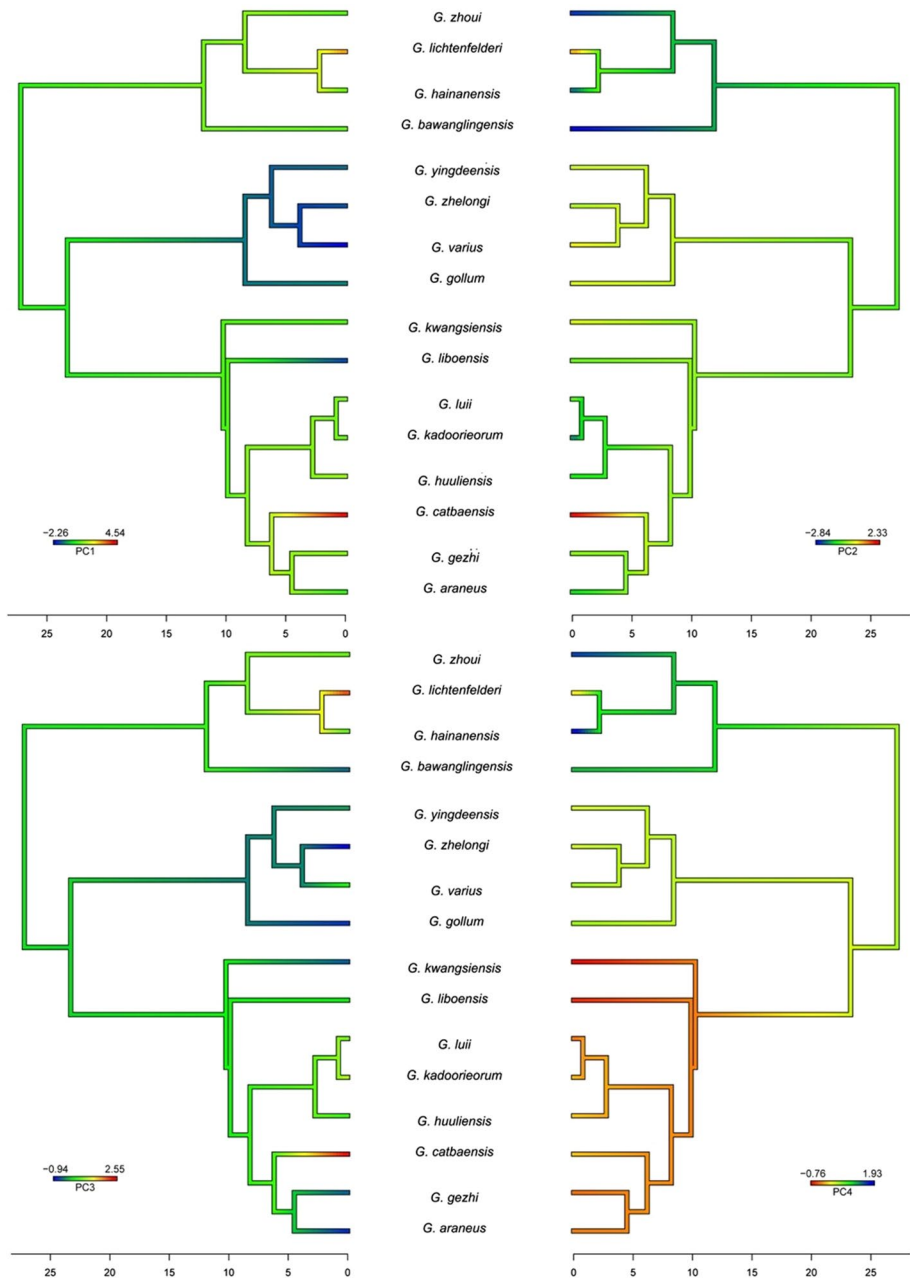 G. zhoui
G. lichtenfelderi
G. hainanensis
G. bawanglingensis
G. yingdeensis
G. zhelongi
G. varius
G. gollum
G. kwangsiensis
G. liboensis
G. luii
G. kadoorieorum
G. huuliensis
G. catbaensis
G. gezhi
G. araneus
−2.26 4.54
PC1
−2.84 2.33
PC2
25 20 15 10 5 0
0 5 10 15 20 25
G. zhoui
G. lichtenfelderi
G. hainanensis
G. bawanglingensis
G. yingdeensis
G. zhelongi
G. varius
G. gollum
G. kwangsiensis
G. liboensis
G. luii
G. kadoorieorum
G. huuliensis
G. catbaensis
G. gezhi
G. araneus
−0.94 2.55
PC3
−0.76 1.93
PC4
25 20 15 10 5 0
0 5 10 15 20 25